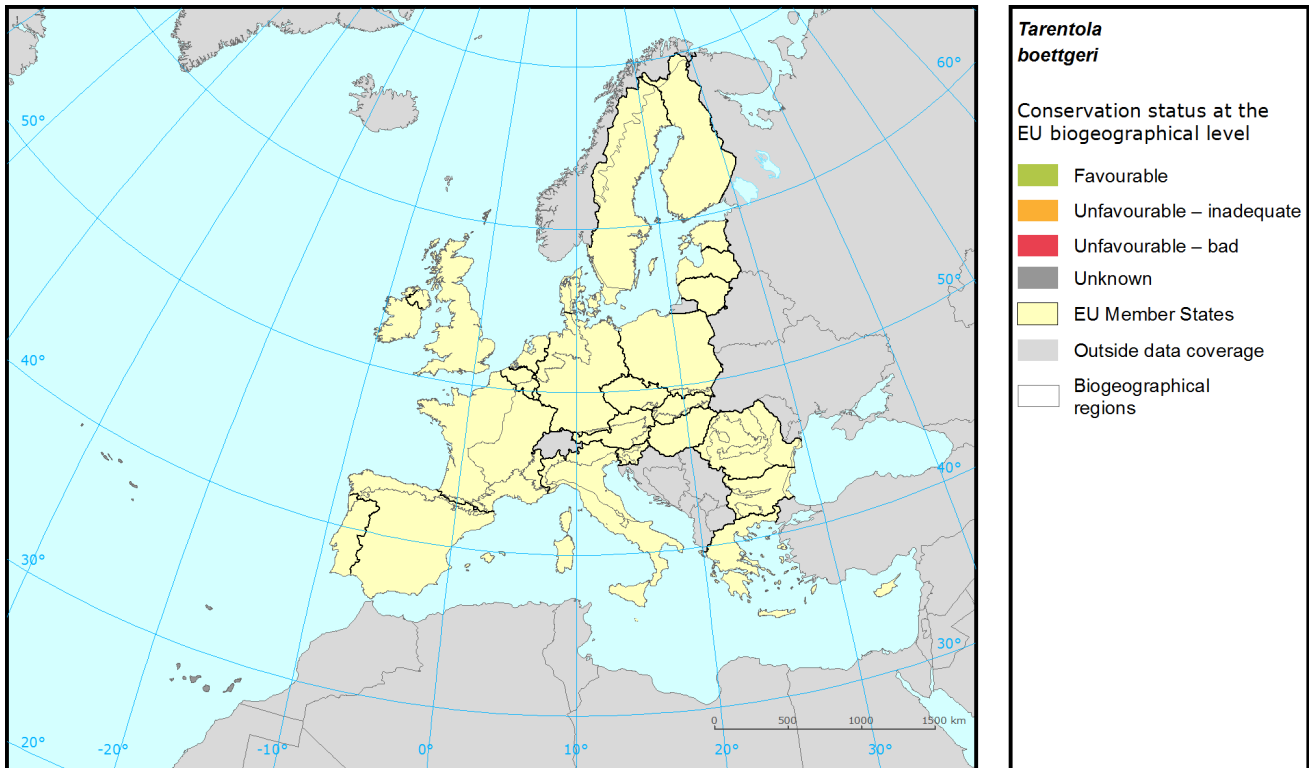 60°
50°
50°
40°
40°
30°
30°
20°
-20°
-10°
0°
10°
20°
30°
0 500 1000 1500 km
Tarentola
boettgeri
Conservation status at the
EU biogeographical level
Favourable
Unfavourable – inadequate
Unfavourable – bad
Unknown
EU Member States
Outside data coverage
Biogeographical
regions